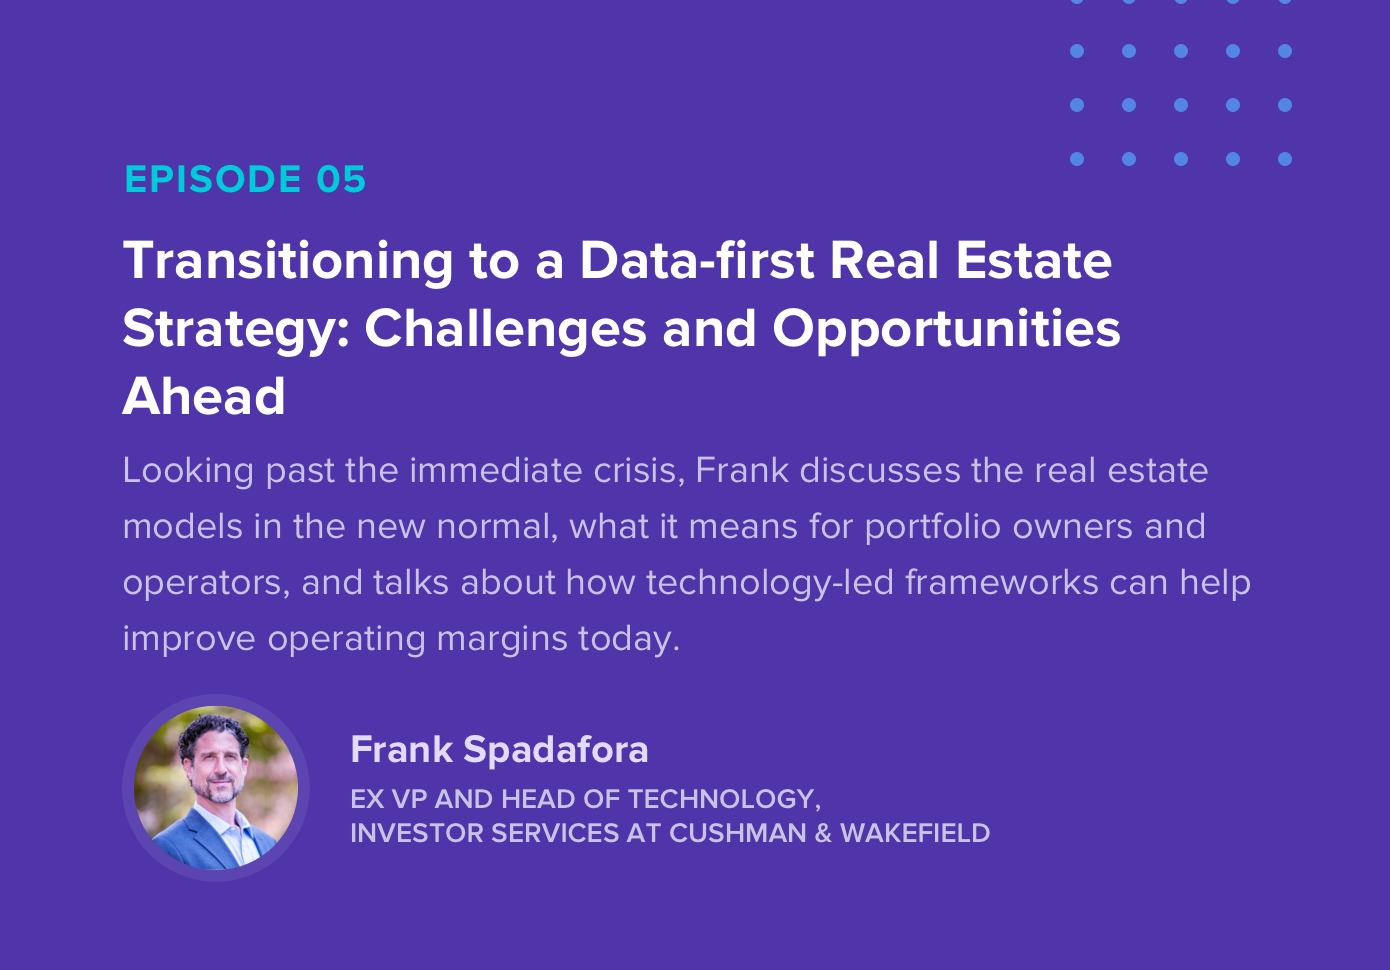 EPISODE 05
Transitioning to a Data-first Real Estate
Strategy: Challenges and Opportunities
Ahead
Looking past the immediate crisis, Frank discusses the real estate
models in the new normal, what it means for portfolio owners and
operators, and talks about how technology-led frameworks can help
improve operating margins today.
Frank Spadafora
EX VP AND HEAD OF TECHNOLOGY,
INVESTOR SERVICES AT CUSHMAN & WAKEFIELD